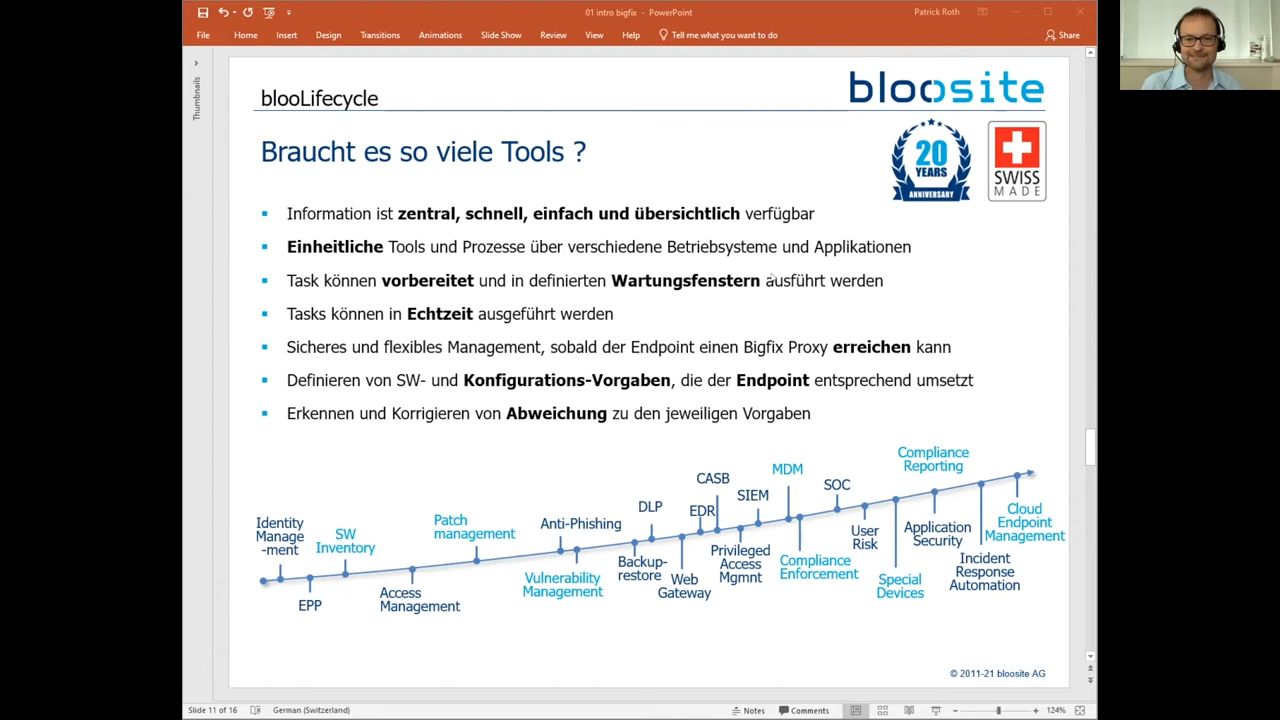 01 intro bigfix - PowerPoint
Patrick Roth
File Home Insert Design Transitions Animations Slide Show Review View Help Tell me what you want to do Share
Thumbnails
blooLifecycle
bloosite
Braucht es so viele Tools ?
20
YEARS
ANNIVERSARY
SWISS
MADE
Information ist zentral, schnell, einfach und übersichtlich verfügbar
Einheitliche Tools und Prozesse über verschiedene Betriebsysteme und Applikationen
Task können vorbereitet und in definierten Wartungsfenstern ausführt werden
Tasks können in Echtzeit ausgeführt werden
Sicheres und flexibles Management, sobald der Endpoint einen Bigfix Proxy erreichen kann
Definieren von SW- und Konfigurations-Vorgaben, die der Endpoint entsprechend umsetzt
Erkennen und Korrigieren von Abweichung zu den jeweiligen Vorgaben
Identity
Manage
-ment
EPP
SW
Inventory
Access
Management
Patch
management
Anti-Phishing
Vulnerability
Management
Backup-
restore
DLP
Web
Gateway
EDR
CASB
Privileged
Access
Mgmnt
SIEM
MDM
Compliance
Enforcement
SOC
User
Risk
Special
Devices
Compliance
Reporting
Application
Security
Incident
Response
Automation
Cloud
Endpoint
Management
© 2011-21 bloosite AG
Slide 11 of 16 German (Switzerland) Notes Comments 124%